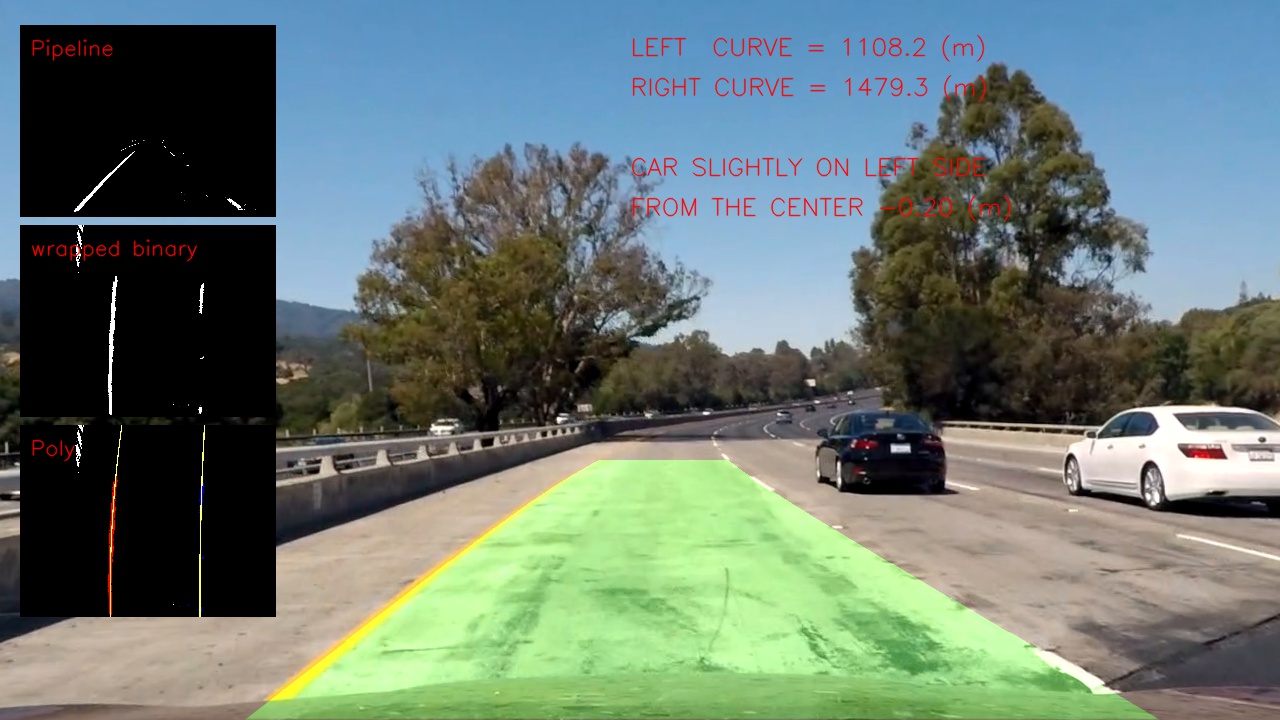 Pipeline
wrapped binary
Poly
LEFT CURVE = 1108.2 (m)
RIGHT CURVE = 1479.3 (m)
CAR SLIGHTLY ON LEFT SIDE
FROM THE CENTER -0.20 (m)